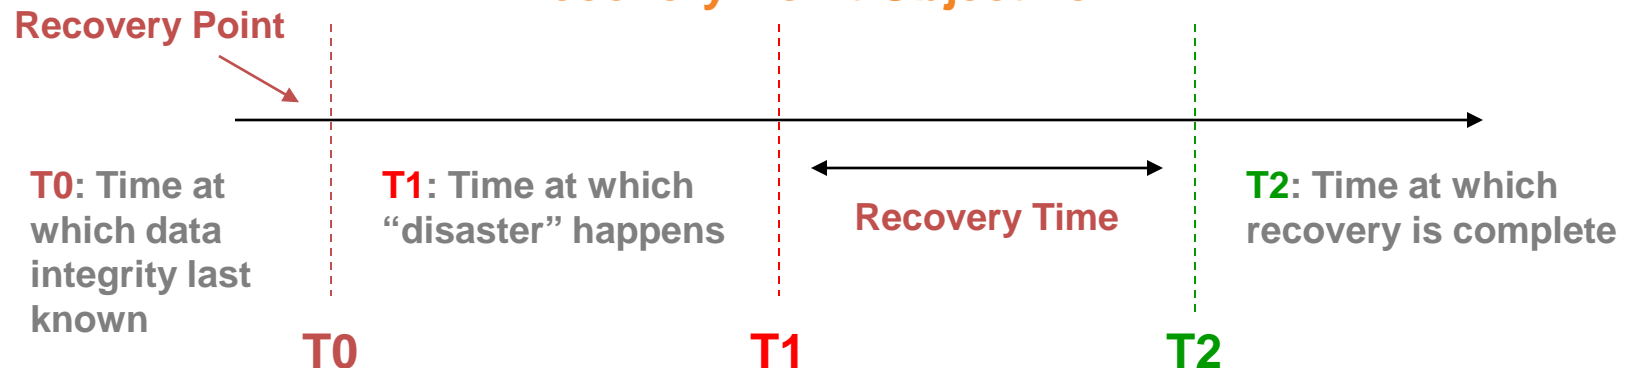 Recovery Point
T0: Time at
which data
integrity last
known
T1: Time at which
“disaster” happens
Recovery Time
T2: Time at which
recovery is complete
T0
T1
T2